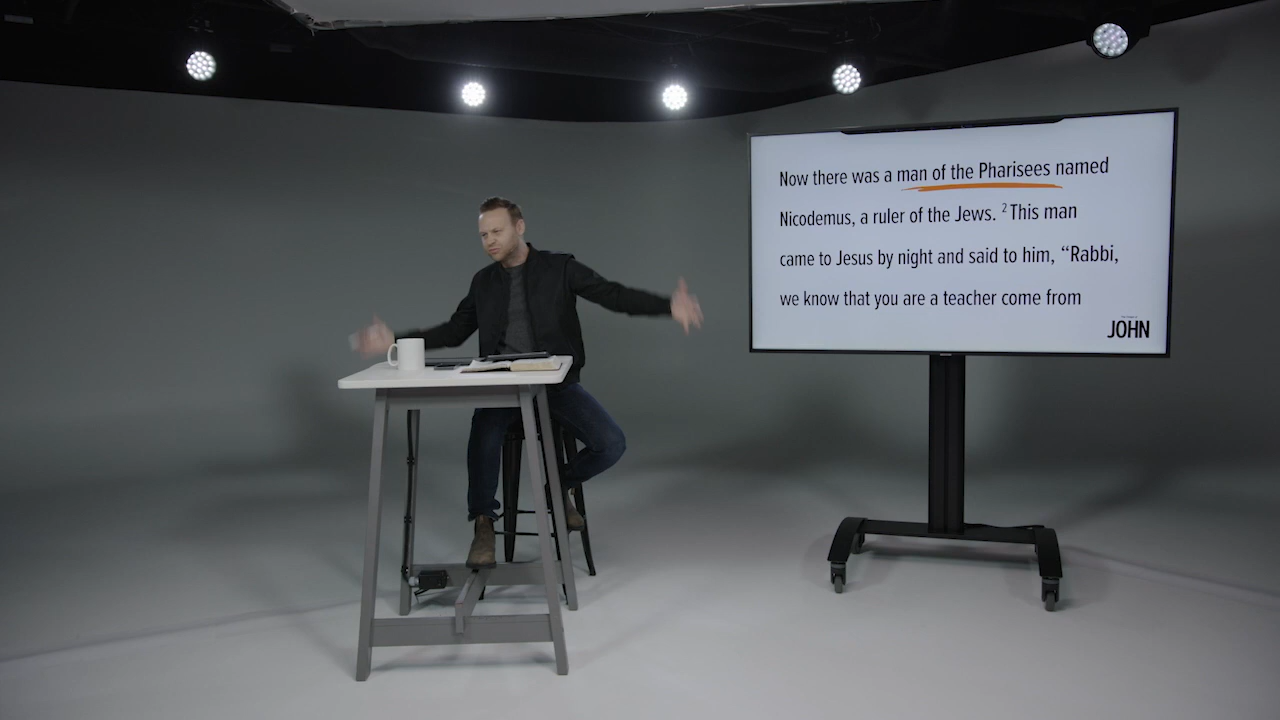 Now there was a man of the Pharisees named
Nicodemus, a ruler of the Jews. ² This man
came to Jesus by night and said to him, “Rabbi,
we know that you are a teacher come from
JOHN